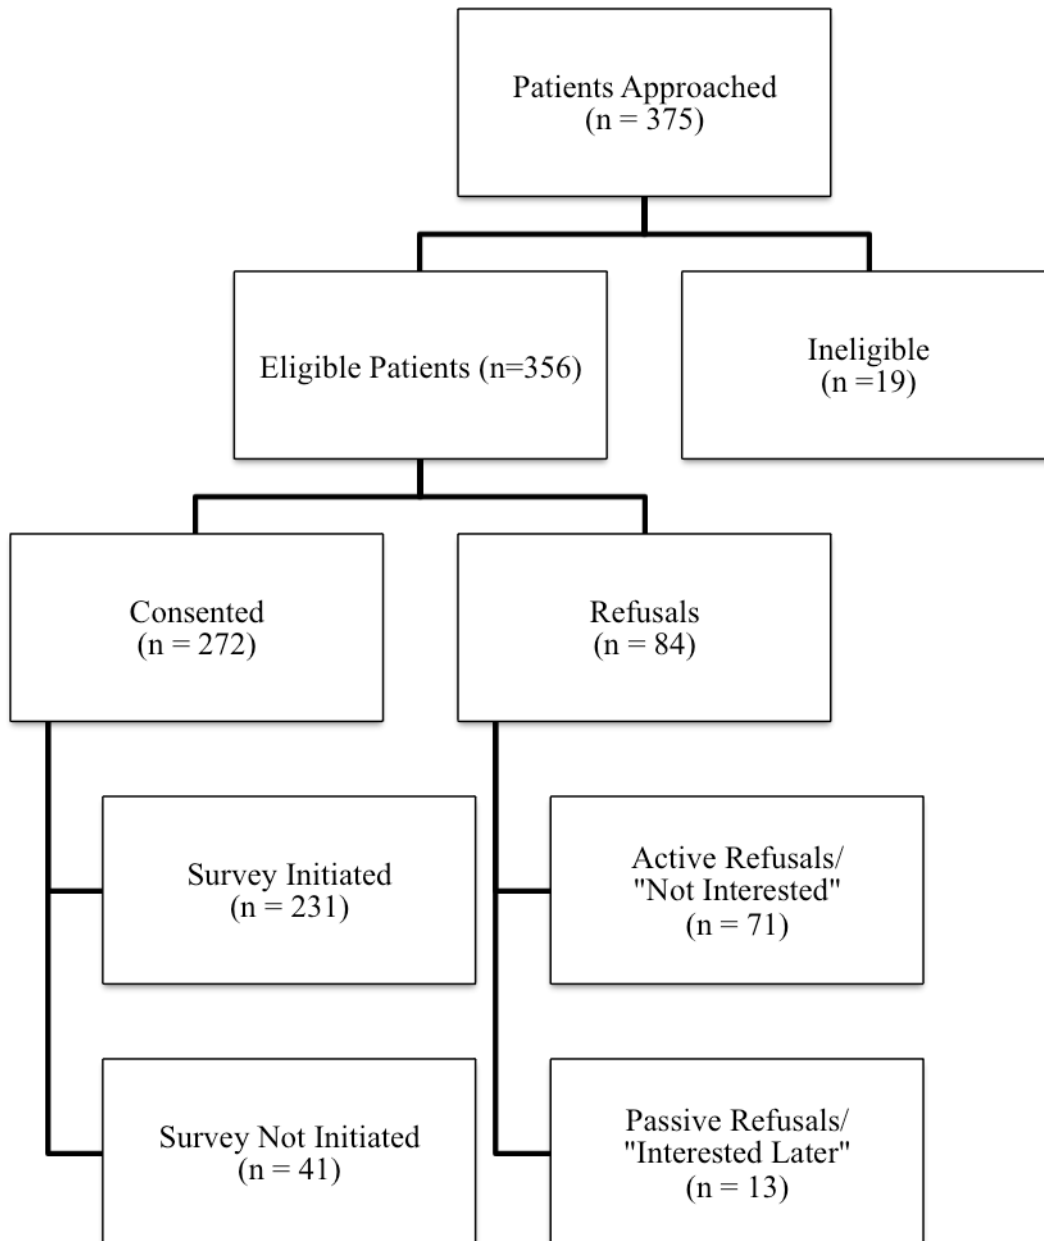 Patients Approached
(n = 375)
Eligible Patients (n=356)
Ineligible
(n =19)
Consented
(n = 272)
Refusals
(n = 84)
Survey Initiated
(n = 231)
Active Refusals/
"Not Interested"
(n = 71)
Survey Not Initiated
(n = 41)
Passive Refusals/
"Interested Later"
(n = 13)